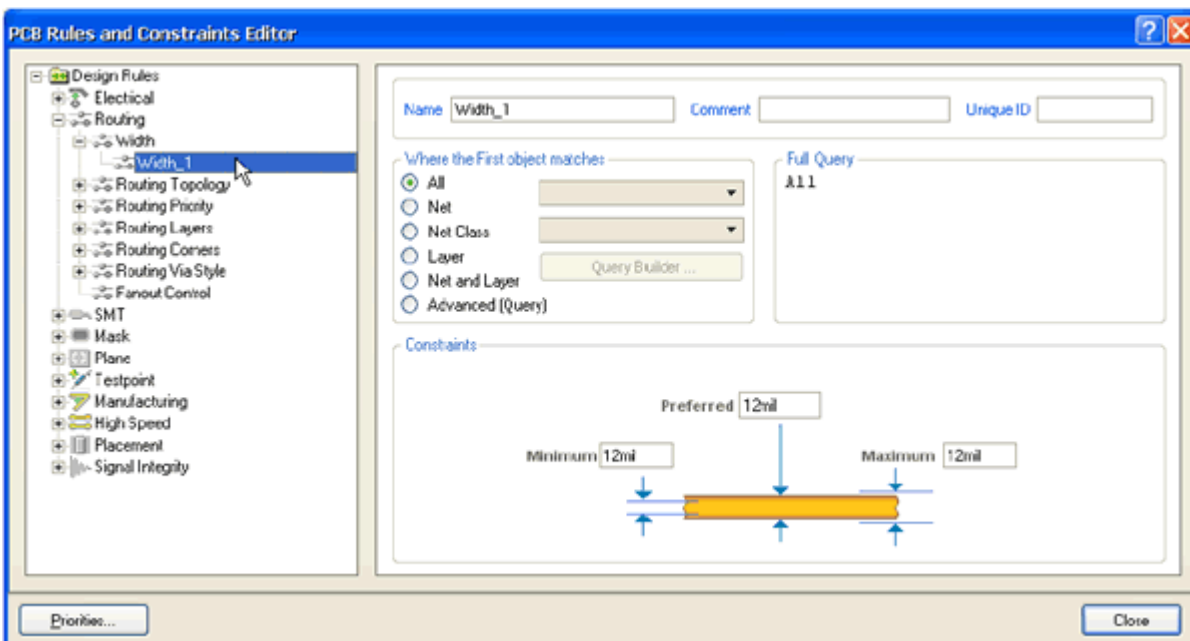 PCB Rules and Constraints Editor
Design Rules
Electical
Routing
Width
Width_1
Routing Topology
Routing Priority
Routing Layers
Routing Corners
Routing Via Style
Fanout Control
SMT
Mask
Plane
Testpoint
Manufacturing
High Speed
Placement
Signal Integrity
Name Width_1 Comment Unique ID
Where the First object matches
All
Net
Net Class
Layer
Net and Layer
Advanced (Query)
Query Builder ...
Full Query
All
Constraints
Preferred 12mil
Minimum 12mil Maximum 12mil
Priorities... Close